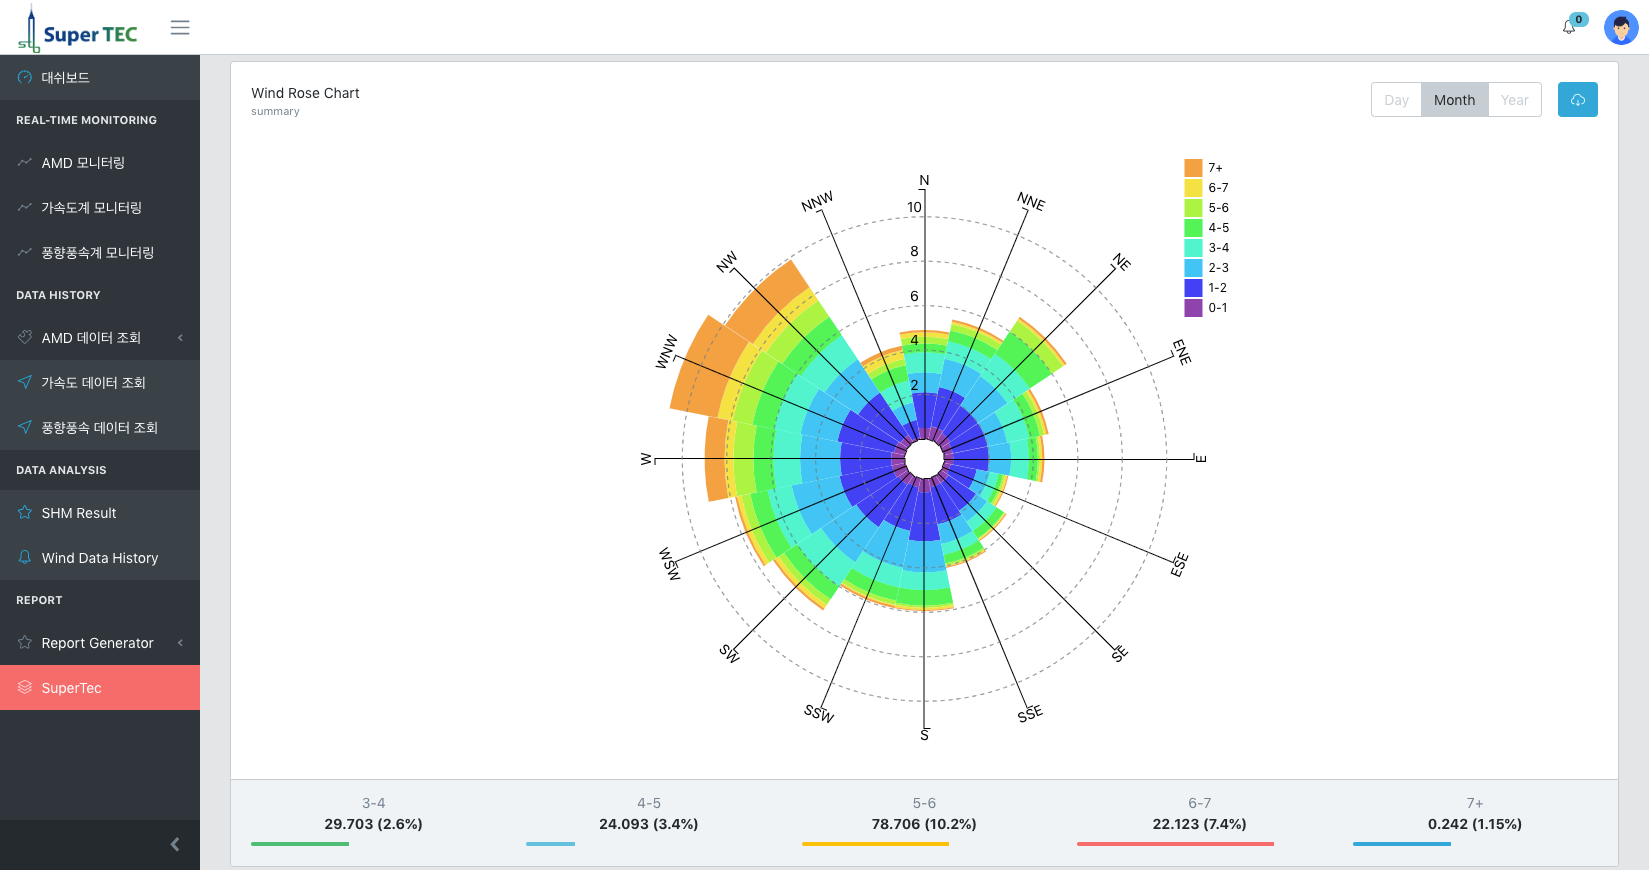 Super TEC
0
대쉬보드
REAL-TIME MONITORING
AMD 모니터링
가속도계 모니터링
풍향풍속계 모니터링
DATA HISTORY
AMD 데이터 조회
가속도 데이터 조회
풍향풍속 데이터 조회
DATA ANALYSIS
SHM Result
Wind Data History
REPORT
Report Generator
SuperTec
Wind Rose Chart
summary
Day Month Year
N
NNE
NE
ENE
E
ESE
SE
SSE
S
SSW
SW
WSW
W
WNW
NW
NNW
10
8
6
4
2
7+
6-7
5-6
4-5
3-4
2-3
1-2
0-1
3-4
29.703 (2.6%)
4-5
24.093 (3.4%)
5-6
78.706 (10.2%)
6-7
22.123 (7.4%)
7+
0.242 (1.15%)